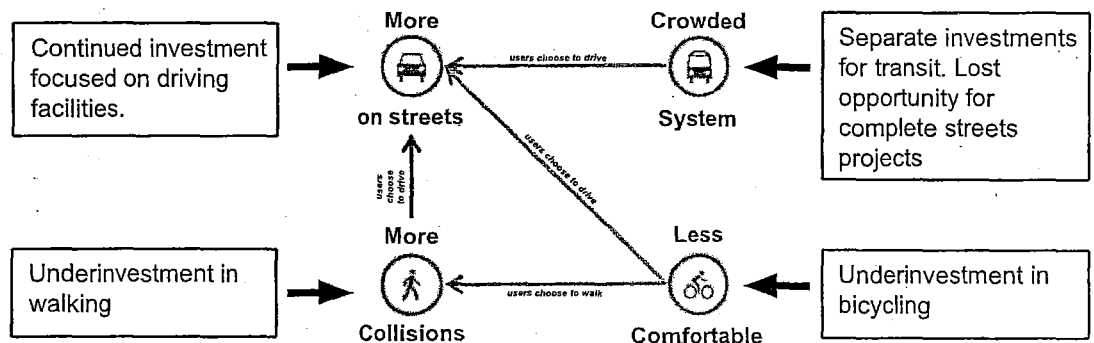 Continued investment
focused on driving
facilities.
More
on streets
users choose to drive
Crowded
System
Separate investments
for transit. Lost
opportunity for
complete streets
projects
users choose to drive
users
choose
to drive
Underinvestment in
walking
More
Collisions
users choose to walk
Less
Comfortable
Underinvestment in
bicycling